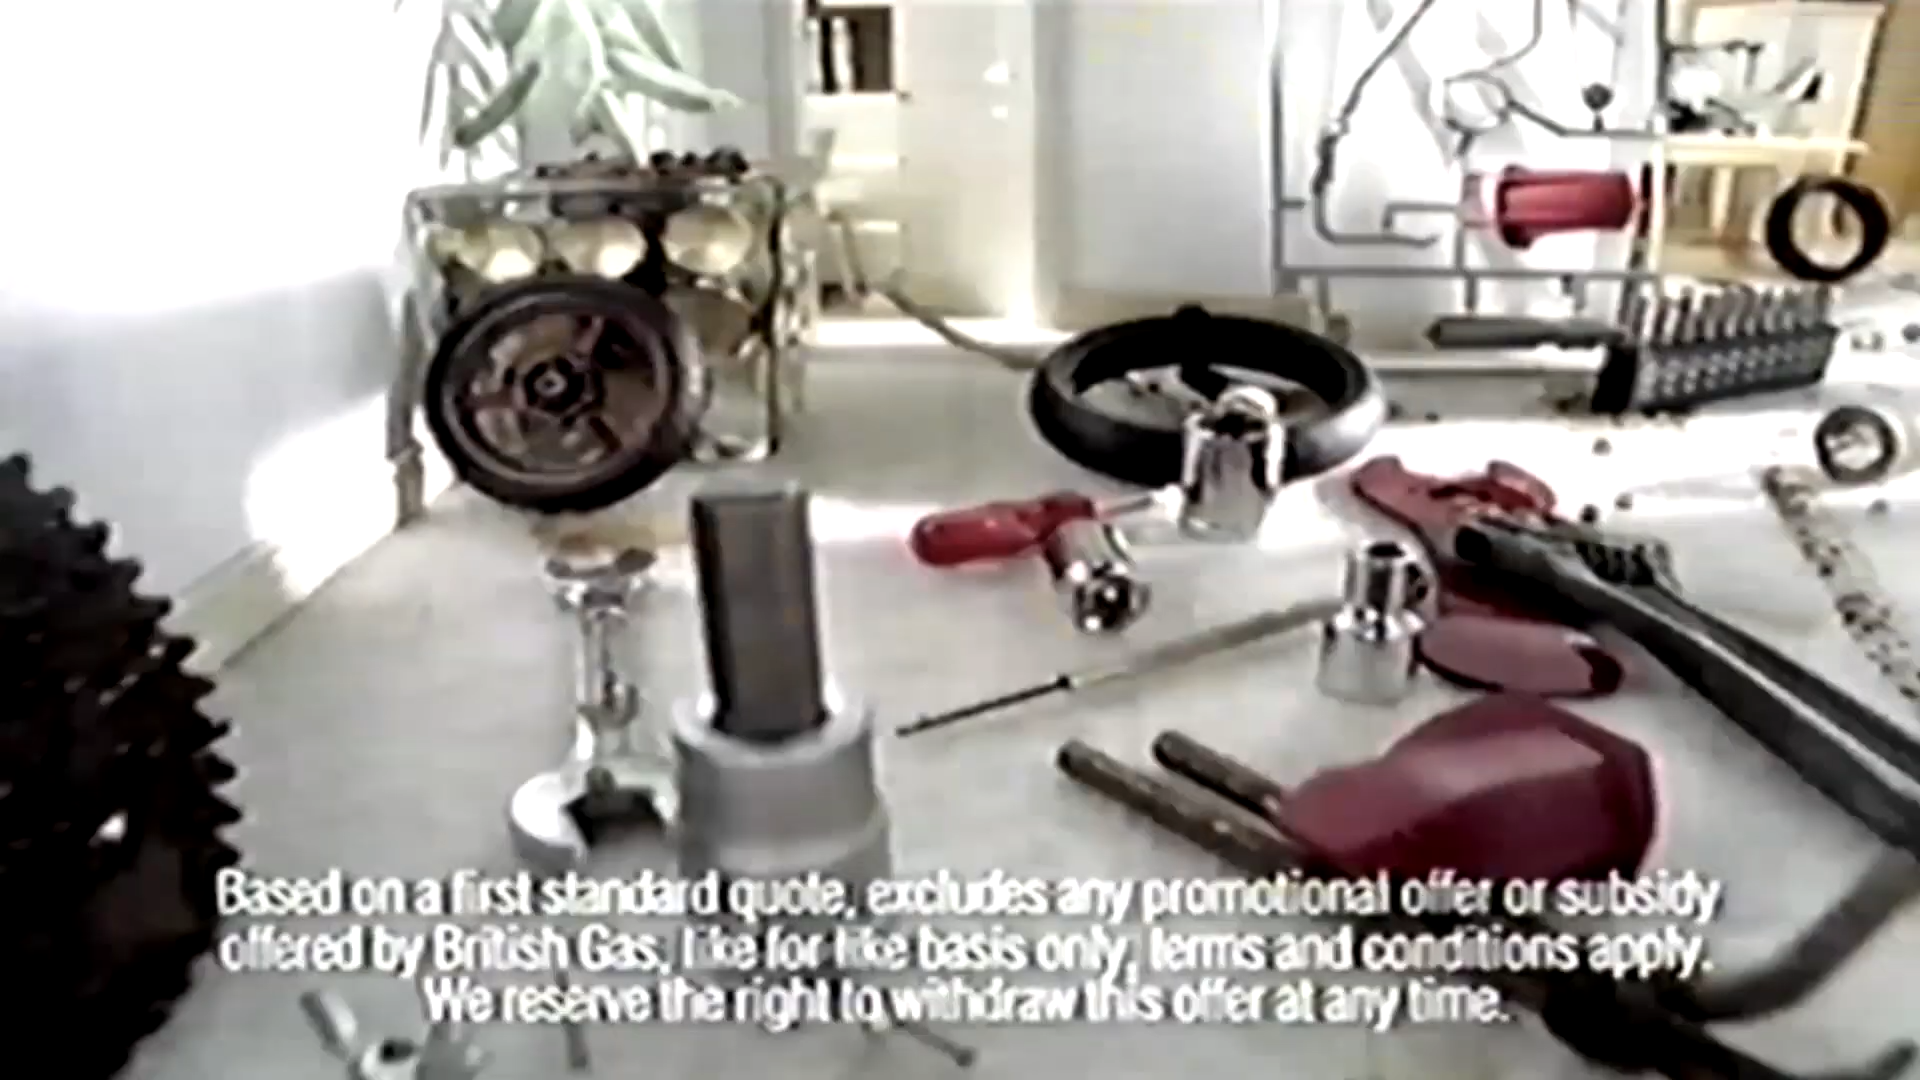 Based on a first standard quote, excludes any promotional offer or subsidy
offered by British Gas, like for like basis only, terms and conditions apply.
We reserve the right to withdraw this offer at any time.